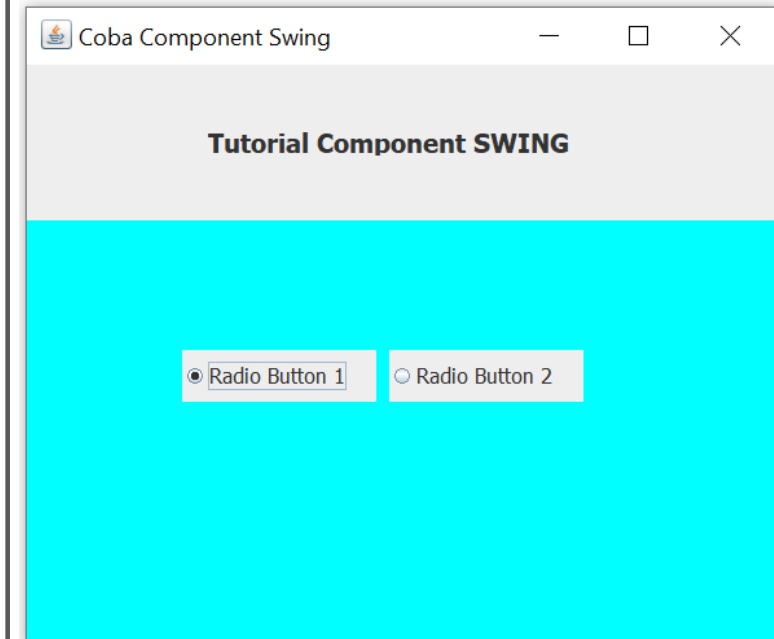 Coba Component Swing
Tutorial Component SWING
Radio Button 1 Radio Button 2